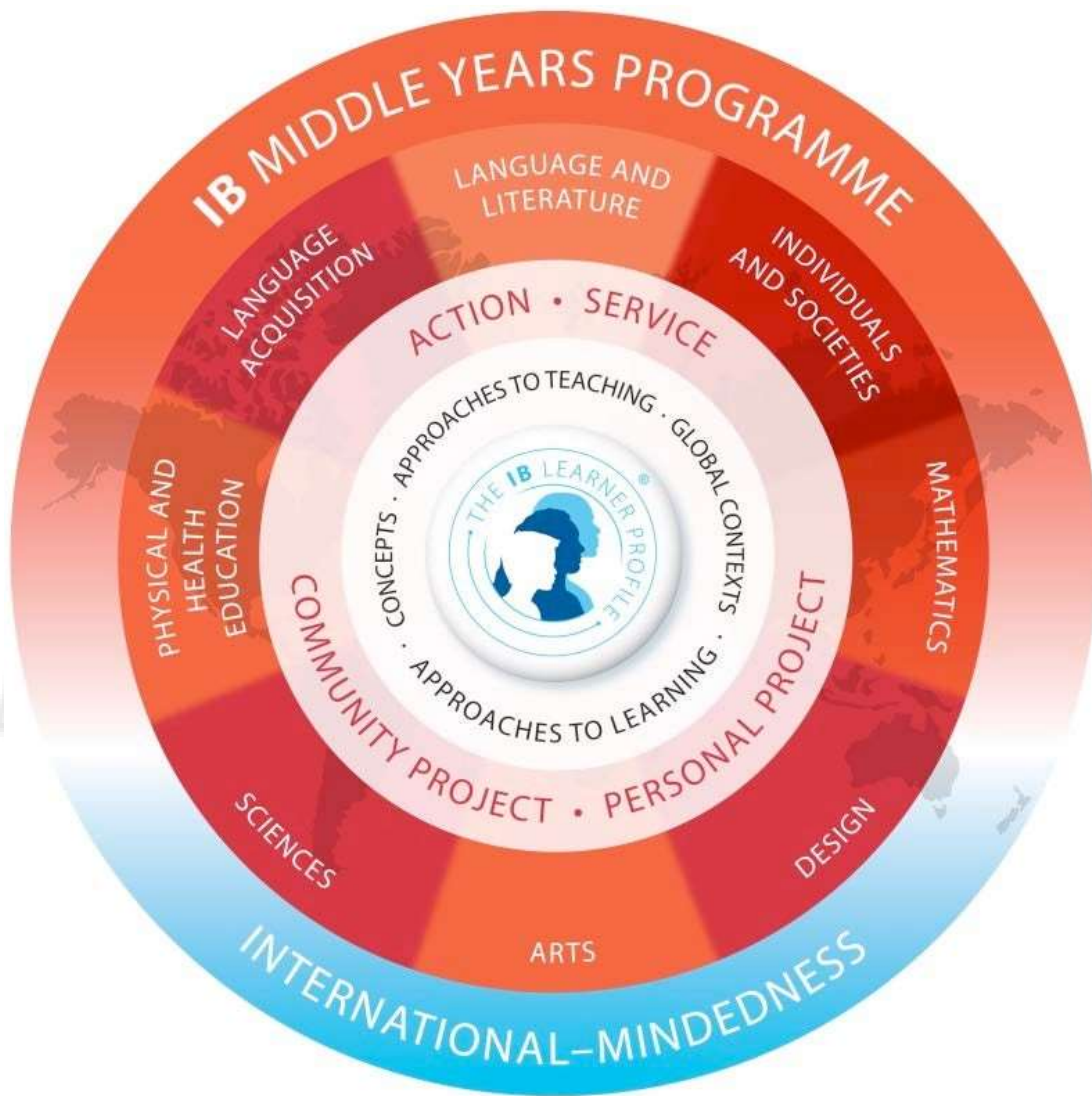 IB MIDDLE YEARS PROGRAMME
LANGUAGE AND
LITERATURE
INDIVIDUALS
AND SOCIETIES
MATHEMATICS
DESIGN
ARTS
SCIENCES
PHYSICAL AND
HEALTH
EDUCATION
LANGUAGE
ACQUISITION
ACTION • SERVICE
PERSONAL PROJECT
•
COMMUNITY PROJECT
APPROACHES TO TEACHING · GLOBAL CONTEXTS · APPROACHES TO LEARNING · CONCEPTS ·
• THE IB LEARNER PROFILE • ®
INTERNATIONAL–MINDEDNESS